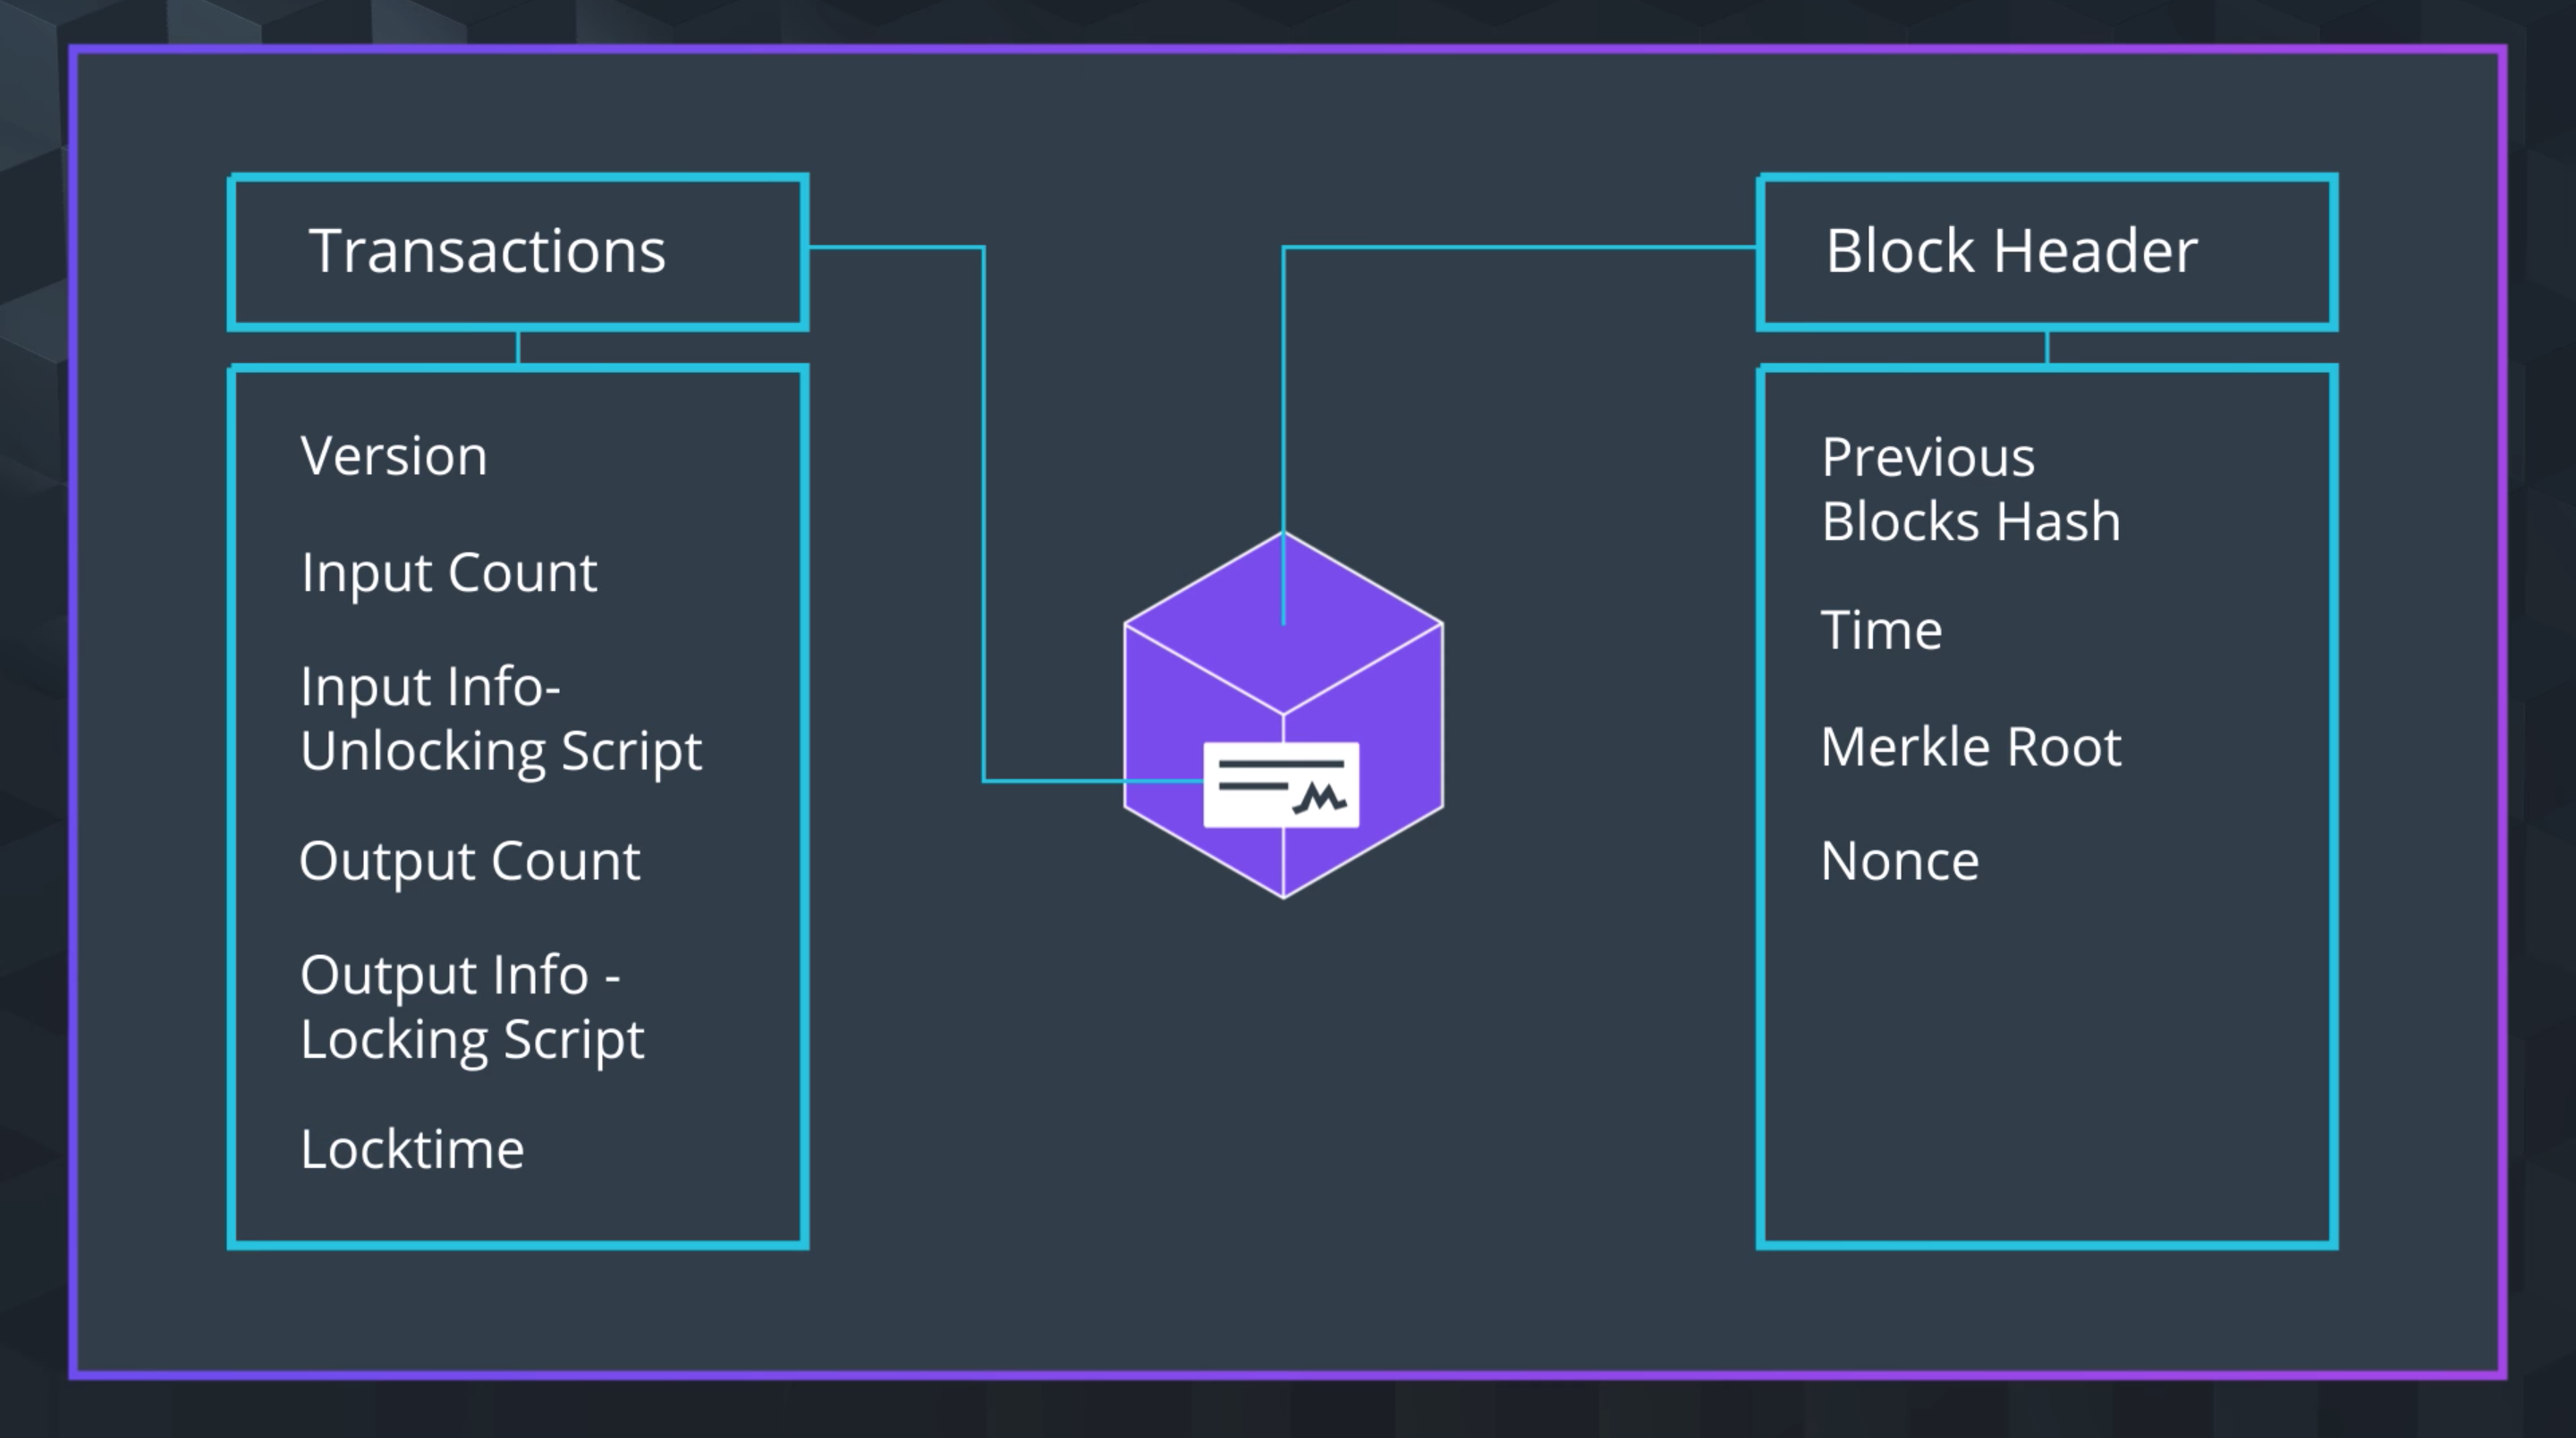 Transactions
Version
Input Count
Input Info-
Unlocking Script
Output Count
Output Info -
Locking Script
Locktime
Block Header
Previous
Blocks Hash
Time
Merkle Root
Nonce